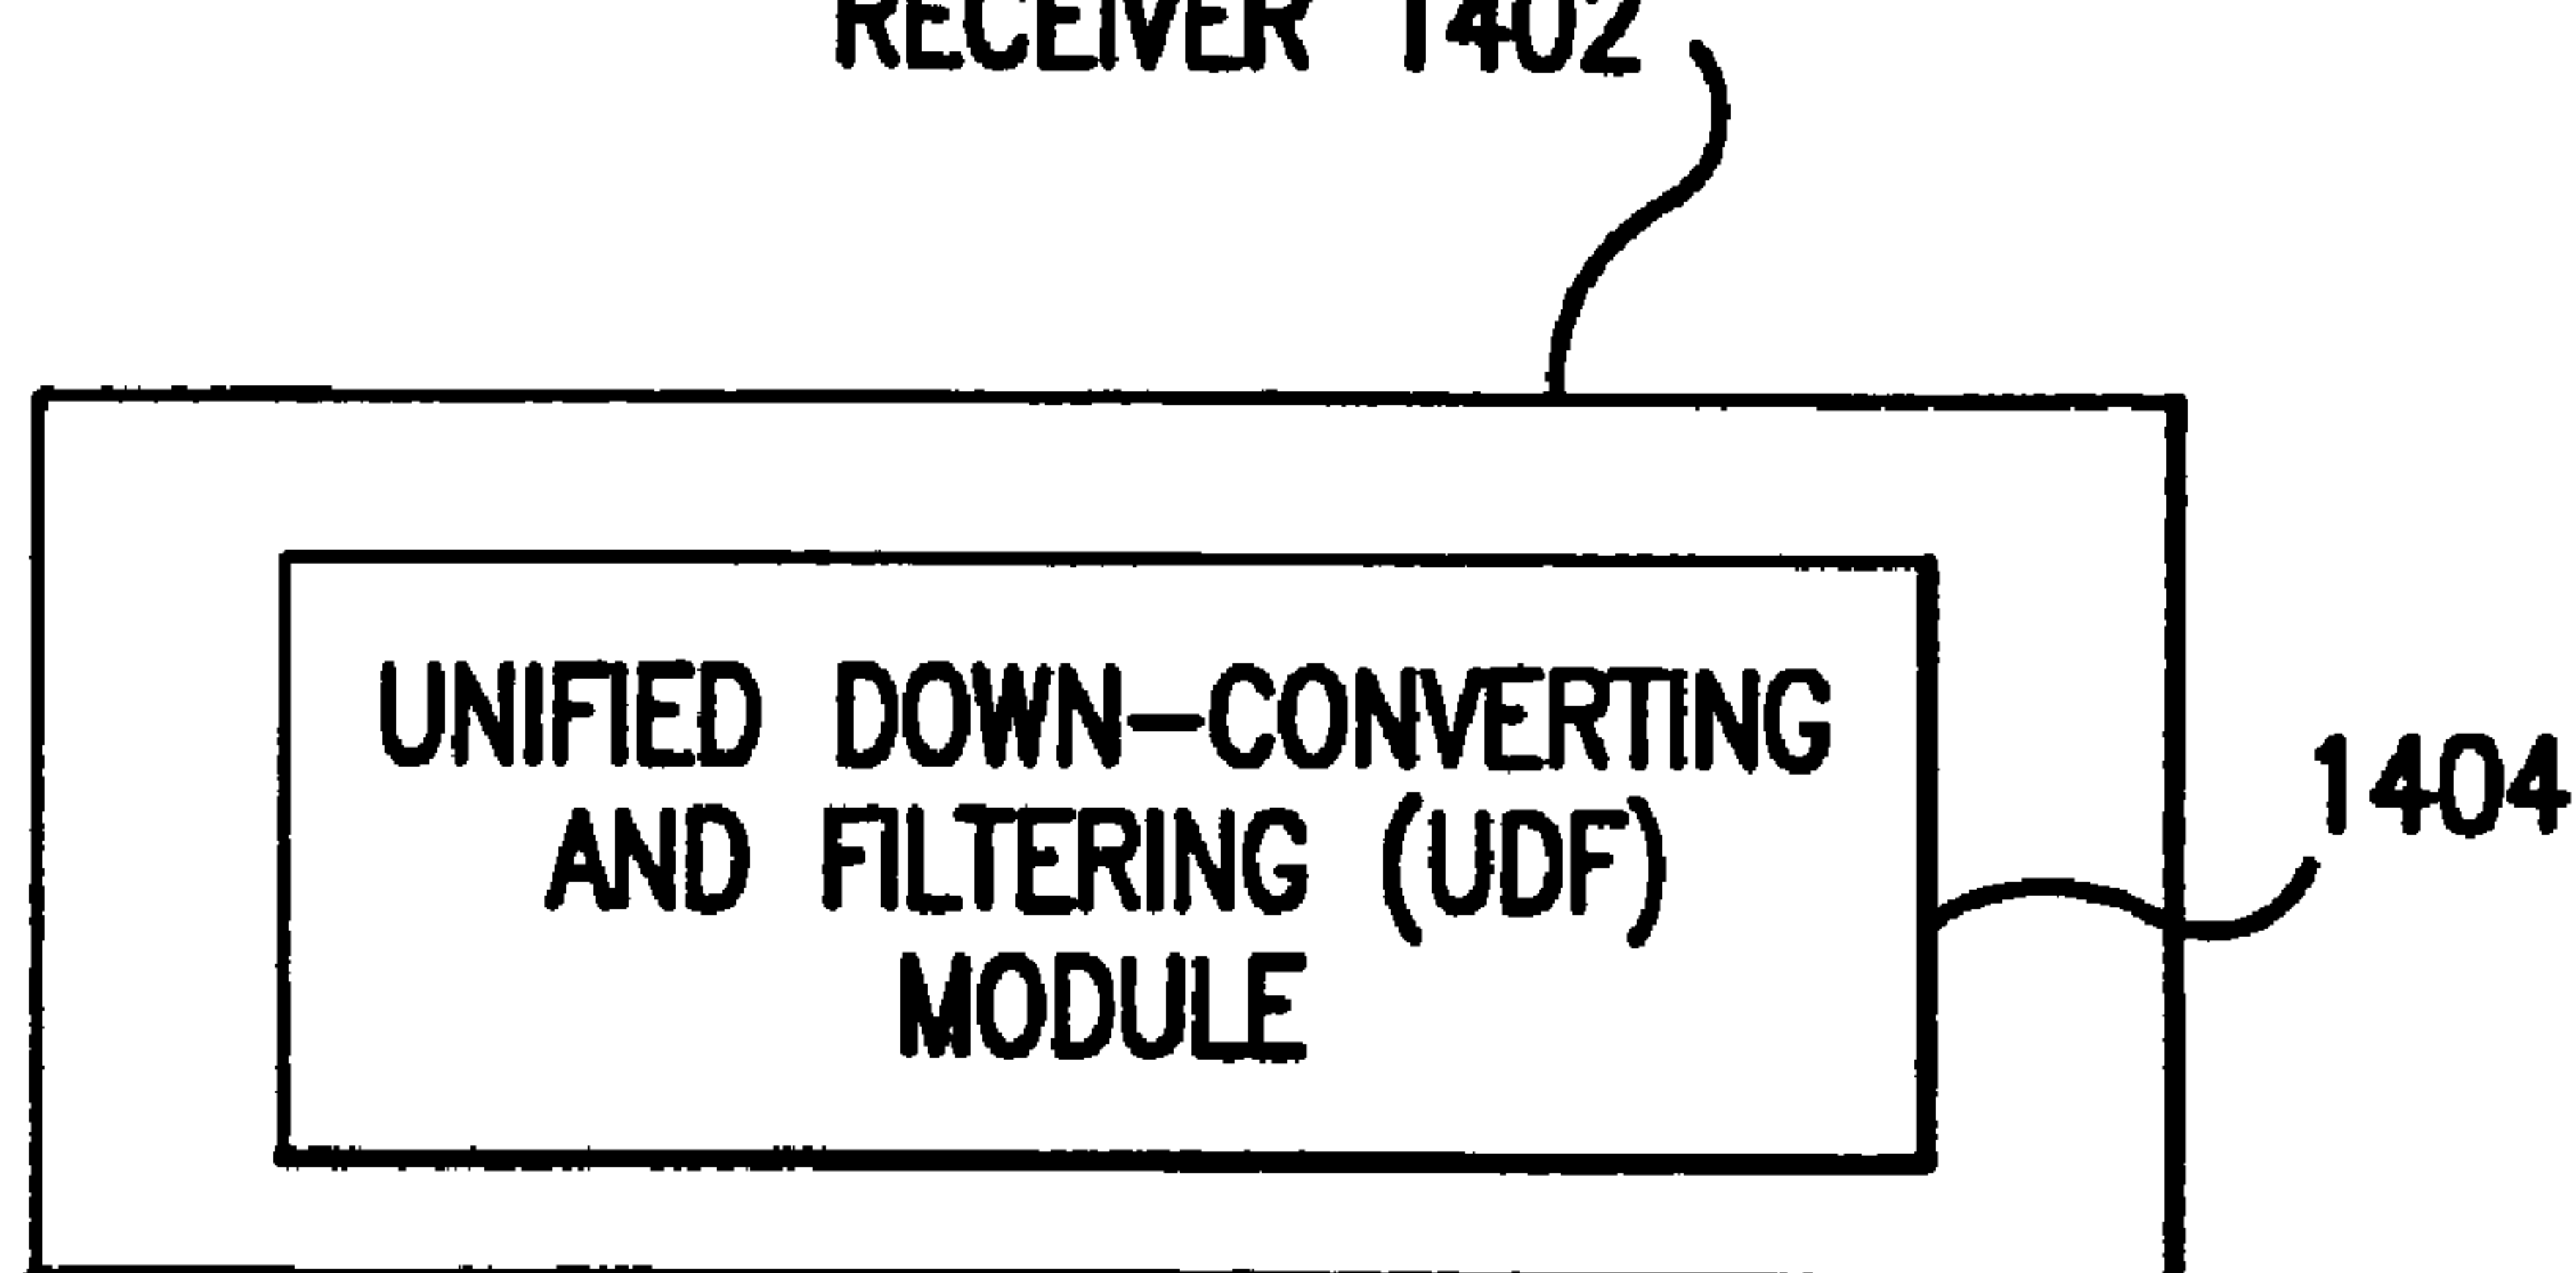 RECEIVER 1402
UNIFIED DOWN-CONVERTING
AND FILTERING (UDF)
MODULE
1404